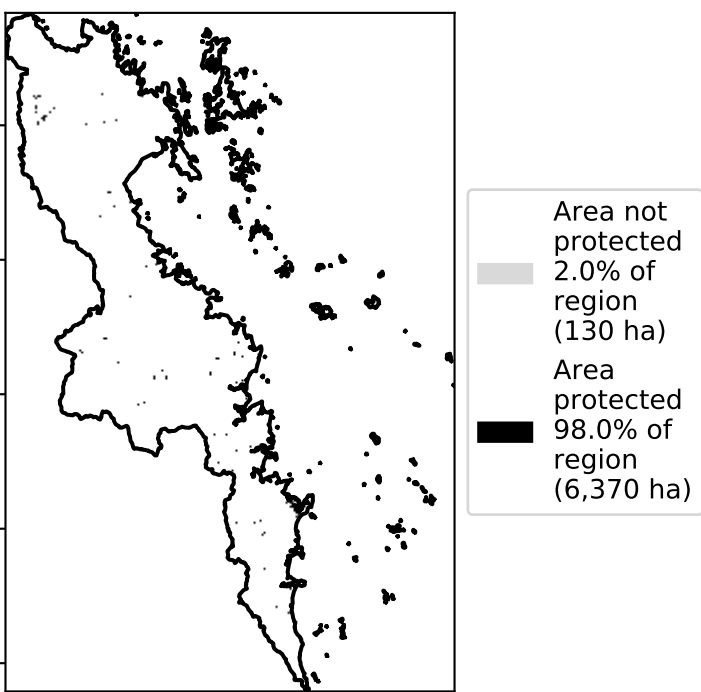 Area not
protected
2.0% of
region
(130 ha)
Area
protected
98.0% of
region
(6,370 ha)